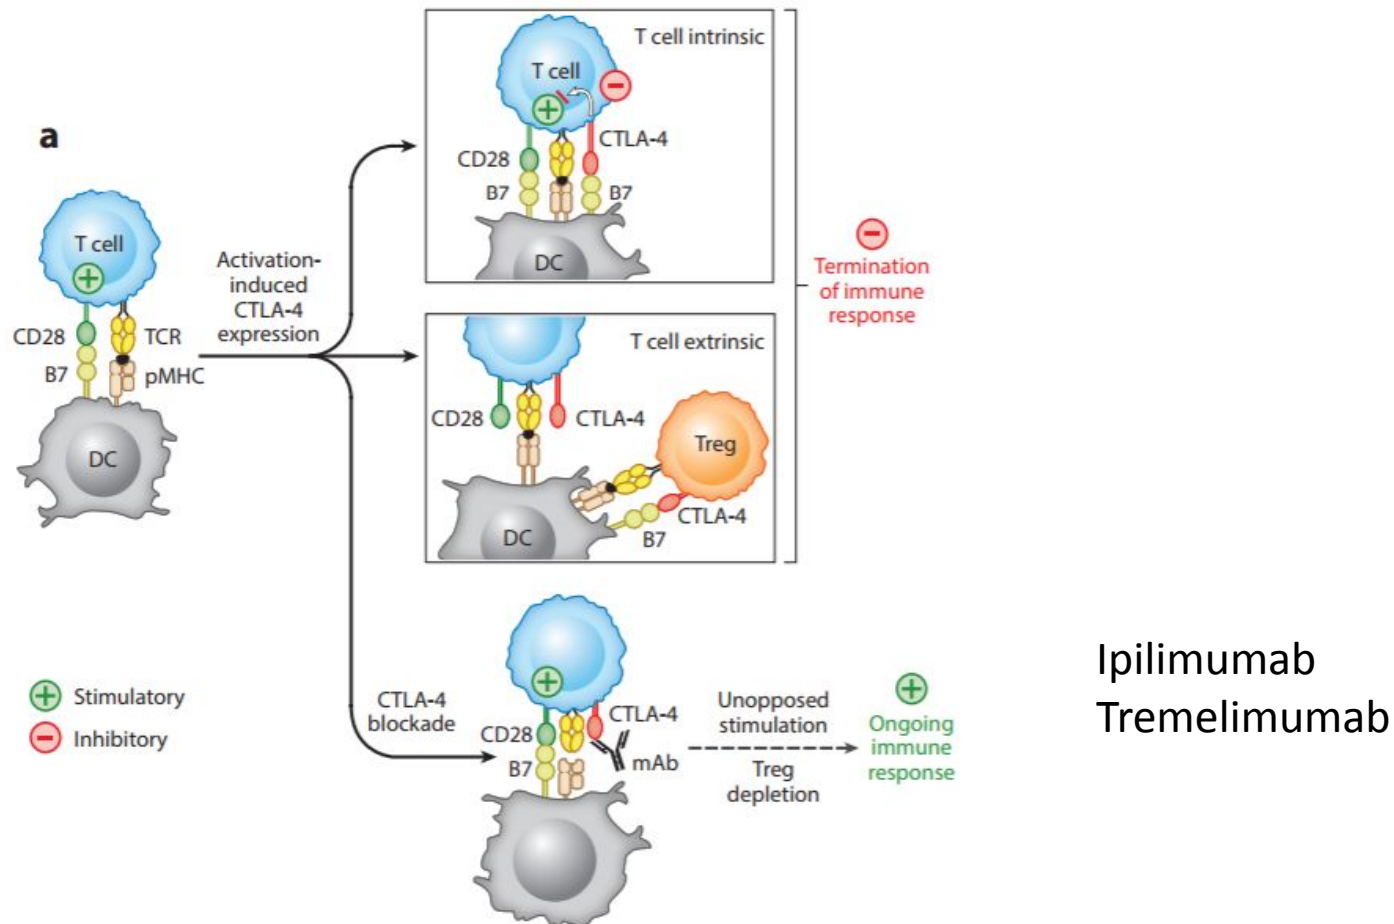 a
T cell
CD28
TCR
B7
pMHC
DC
Activation-
induced
CTLA-4
expression
T cell intrinsic
T cell
CTLA-4
CD28
B7
B7
DC
T cell extrinsic
CD28
CTLA-4
Treg
CTLA-4
B7
DC
Termination
of immune
response
Stimulatory
Inhibitory
CTLA-4
blockade
CTLA-4
CD28
mAb
B7
Unopposed
stimulation
Treg
depletion
Ongoing
immune
response
Ipilimumab
Tremelimumab